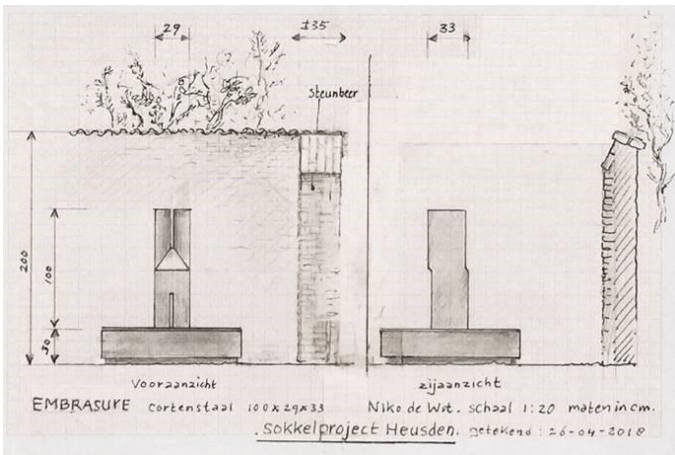 29
±35
33
Steunbeer
200
100
30
Vooraanzicht
zijaanzicht
EMBRASURE Cortenstaal 100 x 29 x 33
Niko de Wit. schaal 1:20 maten in cm.
Sokkelproject Heusden. getekend: 26-04-2018